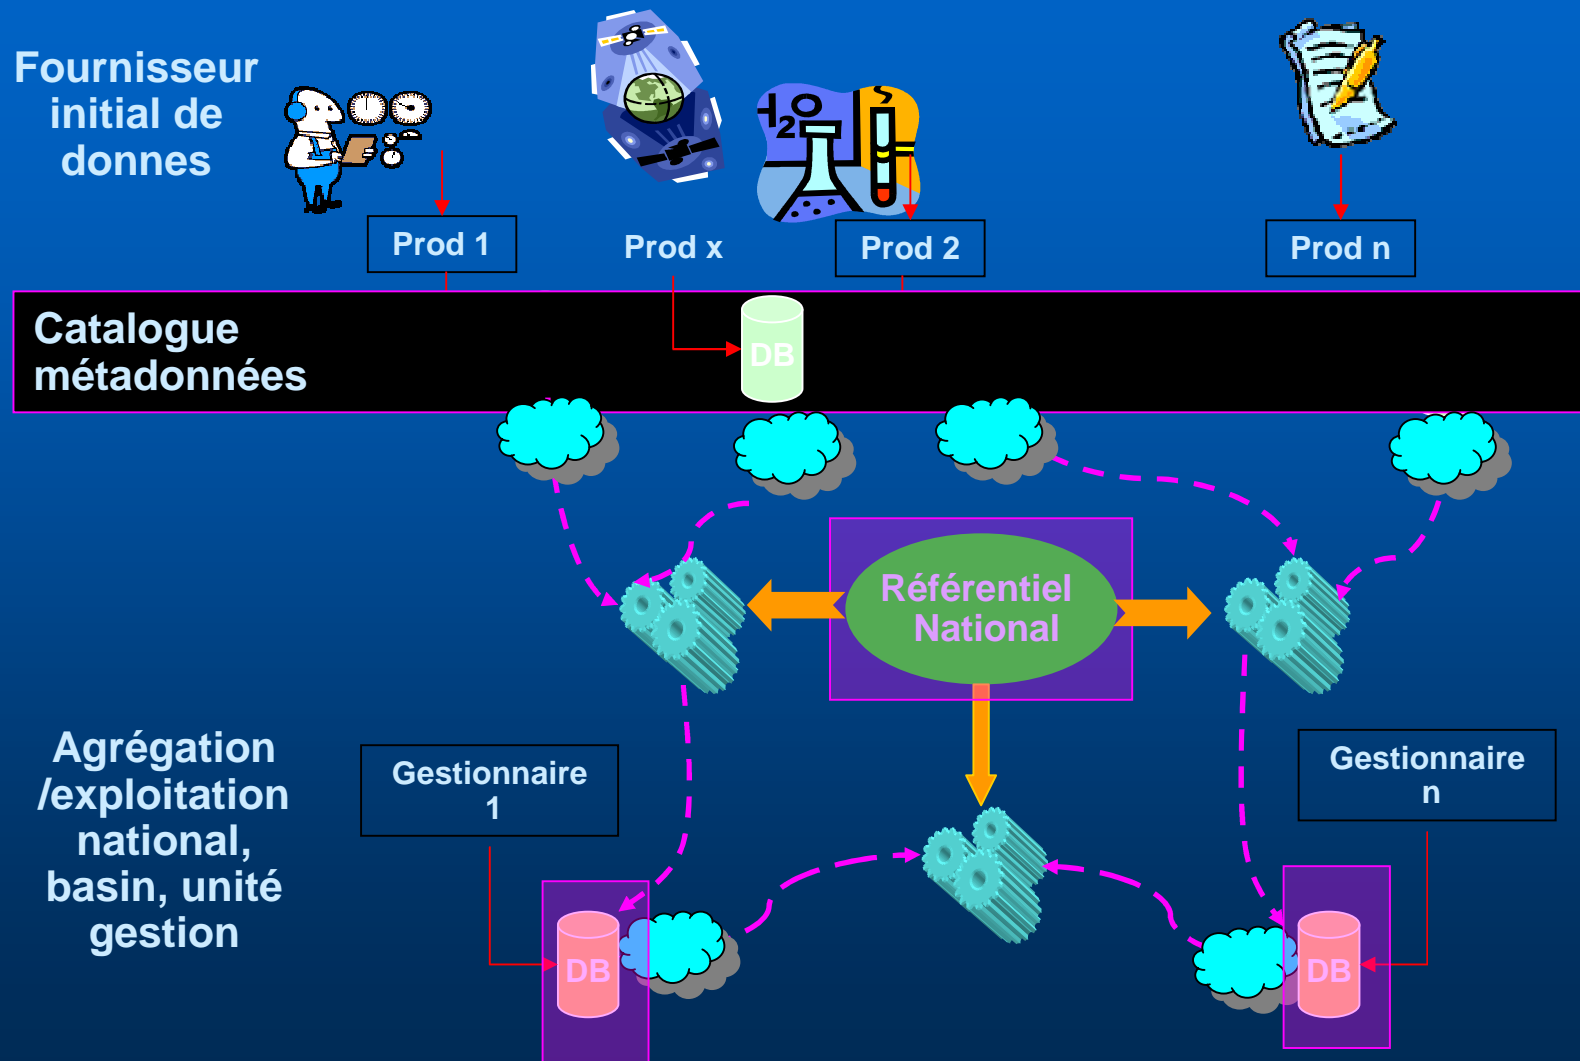 Fournisseur
initial de
donnes
H2O
Prod 1
Prod x
Prod 2
Prod n
Catalogue
métadonnées
DB
Référentiel
National
Agrégation
/exploitation
national,
basin, unité
gestion
Gestionnaire
1
Gestionnaire
n
DB
DB